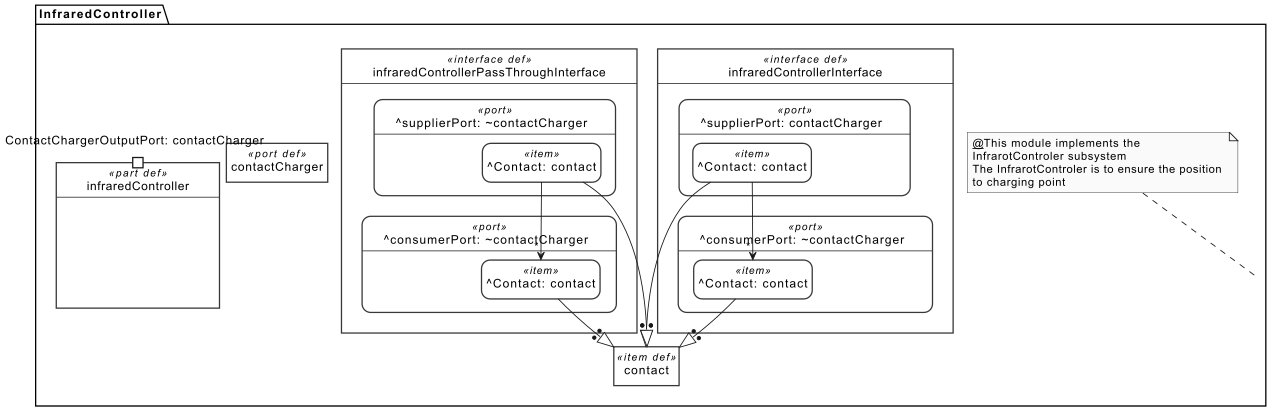 InfraredController
ContactChargerOutputPort: contactCharger
«part def»
infraredController
«port def»
contactCharger
«interface def»
infraredControllerPassThroughInterface
«port»
^supplierPort: ~contactCharger
«item»
^Contact: contact
«port»
^consumerPort: ~contactCharger
«item»
^Contact: contact
«interface def»
infraredControllerInterface
«port»
^supplierPort: contactCharger
«item»
^Contact: contact
«port»
^consumerPort: ~contactCharger
«item»
^Contact: contact
«item def»
contact
@This module implements the
InfrarotControler subsystem
The InfrarotControler is to ensure the position
to charging point